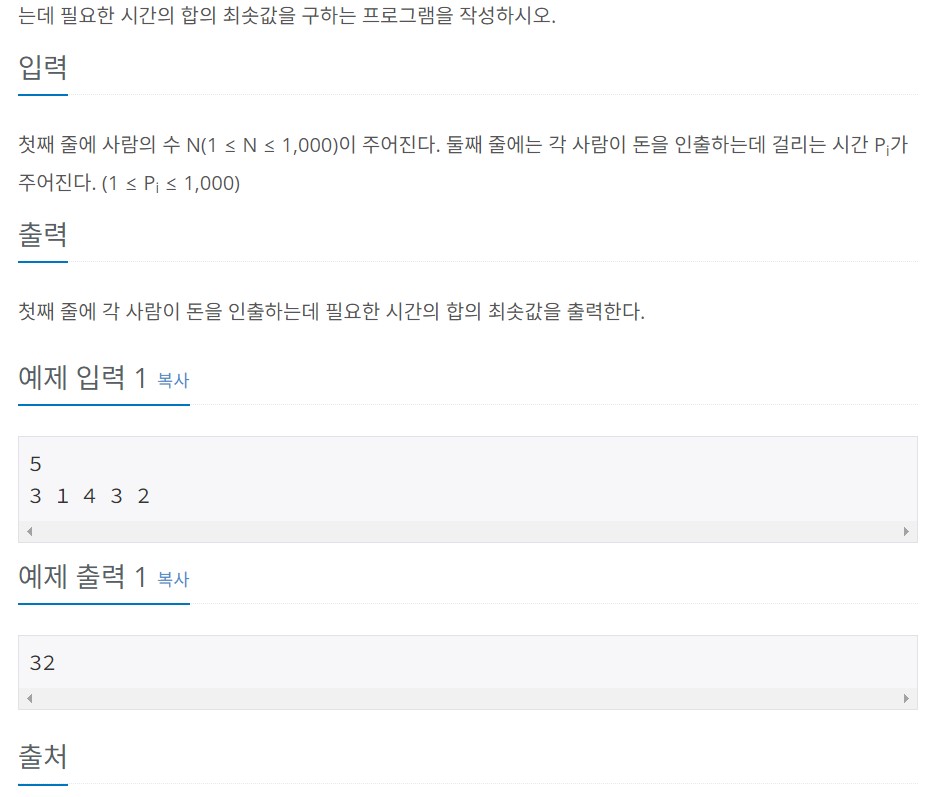 는데 필요한 시간의 합의 최솟값을 구하는 프로그램을 작성하시오.
입력
첫째 줄에 사람의 수 N(1 ≤ N ≤ 1,000)이 주어진다. 둘째 줄에는 각 사람이 돈을 인출하는데 걸리는 시간 Pi가
주어진다. (1 ≤ Pi ≤ 1,000)
출력
첫째 줄에 각 사람이 돈을 인출하는데 필요한 시간의 합의 최솟값을 출력한다.
예제 입력 1 복사
5
3 1 4 3 2
예제 출력 1 복사
32
출처